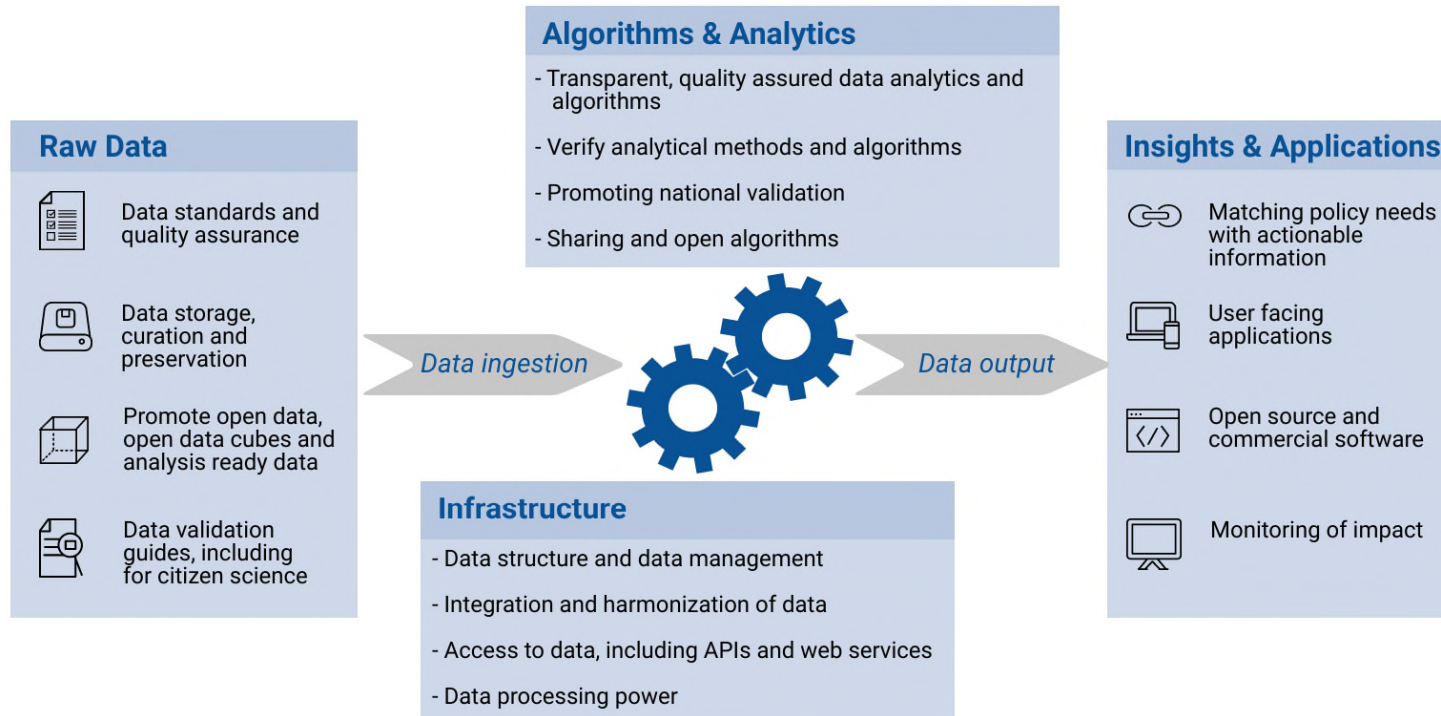 Algorithms & Analytics
- Transparent, quality assured data analytics and
algorithms
- Verify analytical methods and algorithms
- Promoting national validation
- Sharing and open algorithms
Raw Data
Data standards and
quality assurance
Data storage,
curation and
preservation
Promote open data,
open data cubes and
analysis ready data
Data validation
guides, including
for citizen science
Data ingestion
Data output
Infrastructure
- Data structure and data management
- Integration and harmonization of data
- Access to data, including APIs and web services
- Data processing power
Insights & Applications
Matching policy needs
with actionable
information
User facing
applications
Open source and
commercial software
Monitoring of impact